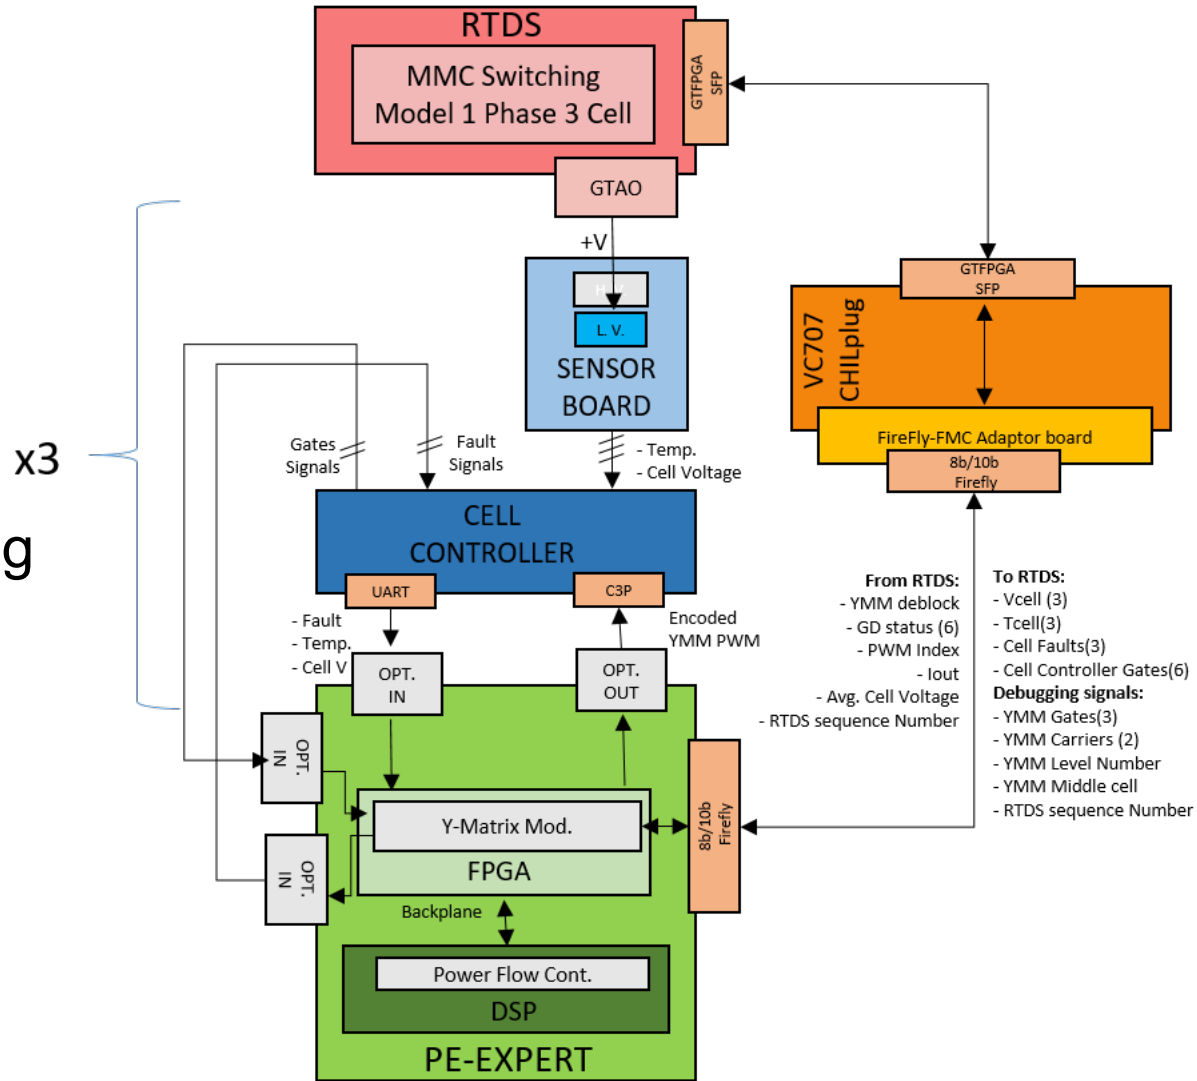 RTDS
MMC Switching
Model 1 Phase 3 Cell
GTFPGA
SFP
GTAO
+V
H. V.
L. V.
SENSOR
BOARD
GTFPGA
SFP
VC707
CHILplug
FireFly-FMC Adaptor board
8b/10b
Firefly
x3
g
Gates
Signals
Fault
Signals
- Temp.
- Cell Voltage
CELL
CONTROLLER
UART
C3P
- Fault
- Temp.
- Cell V
Encoded
YMM PWM
OPT.
IN
OPT.
OUT
From RTDS:
- YMM deblock
- GD status (6)
- PWM Index
- Iout
- Avg. Cell Voltage
- RTDS sequence Number
To RTDS:
- Vcell (3)
- Tcell(3)
- Cell Faults(3)
- Cell Controller Gates(6)
Debugging signals:
- YMM Gates(3)
- YMM Carriers (2)
- YMM Level Number
- YMM Middle cell
- RTDS sequence Number
OPT.
IN
OPT.
IN
Y-Matrix Mod.
FPGA
8b/10b
Firefly
Backplane
Power Flow Cont.
DSP
PE-EXPERT